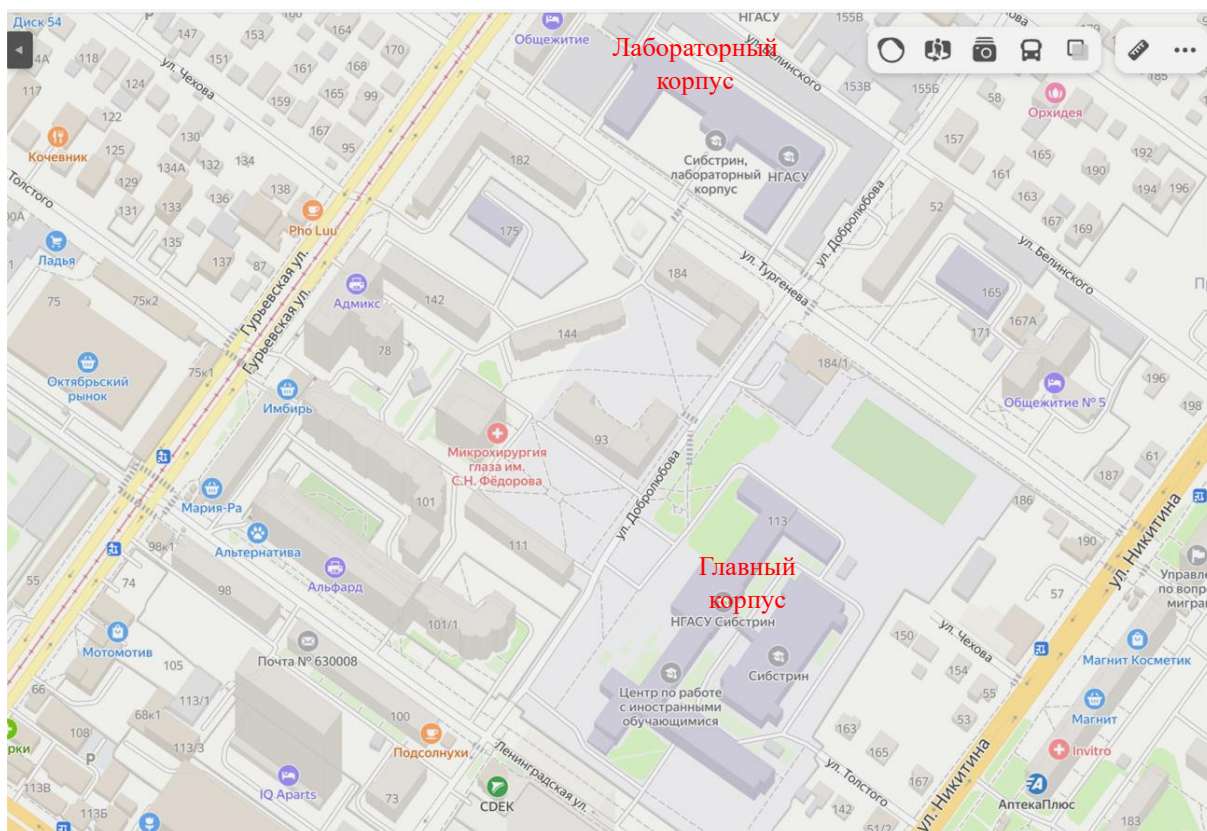 Диск 54
147
153
164
170
Общежитие
НГАСУ
155В
Лабораторный
корпус
ул. Белинского
118
151
161
168
124
ул. Чехова
165
99
159
117
122
153В
155Б
58
185
Орхидея
130
167
95
157
Кочевник
125
134А
132
134
182
Сибстрин,
лабораторный
корпус
НГАСУ
165
192
190
129
138
161
194
196
Толстого
131
133
136
163
ул. Добролюбова
52
167
169
Pho Luu
175
135
Ладья
137
87
Гурьевская ул.
Гурьевская ул.
184
ул. Тургенева
ул. Белинского
75
75к2
Адмикс
142
165
144
171
167А
78
Октябрьский
рынок
75к1
184/1
196
Имбирь
Общежитие № 5
198
Микрохирургия
глаза им.
С.Н. Фёдорова
93
61
187
ул. Добролюбова
101
Мария-Ра
186
113
ул. Никитина
98к1
Альтернатива
111
190
55
74
98
Альфард
Главный
корпус
57
НГАСУ Сибстрин
101/1
150
ул. Чехова
Мотомотив
Почта № 630008
154
Магнит Косметик
105
Сибстрин
66
113/1
Центр по работе
с иностранными
обучающимися
55
68к1
100
53
Магнит
108
163
Р
113/3
Подсолнухи
Ленинградская ул.
165
Invitro
ул. Толстого
167
ул. Никитина
113В
IQ Aparts
73
CDEK
142
АптекаПлюс
113Б
51/2
183